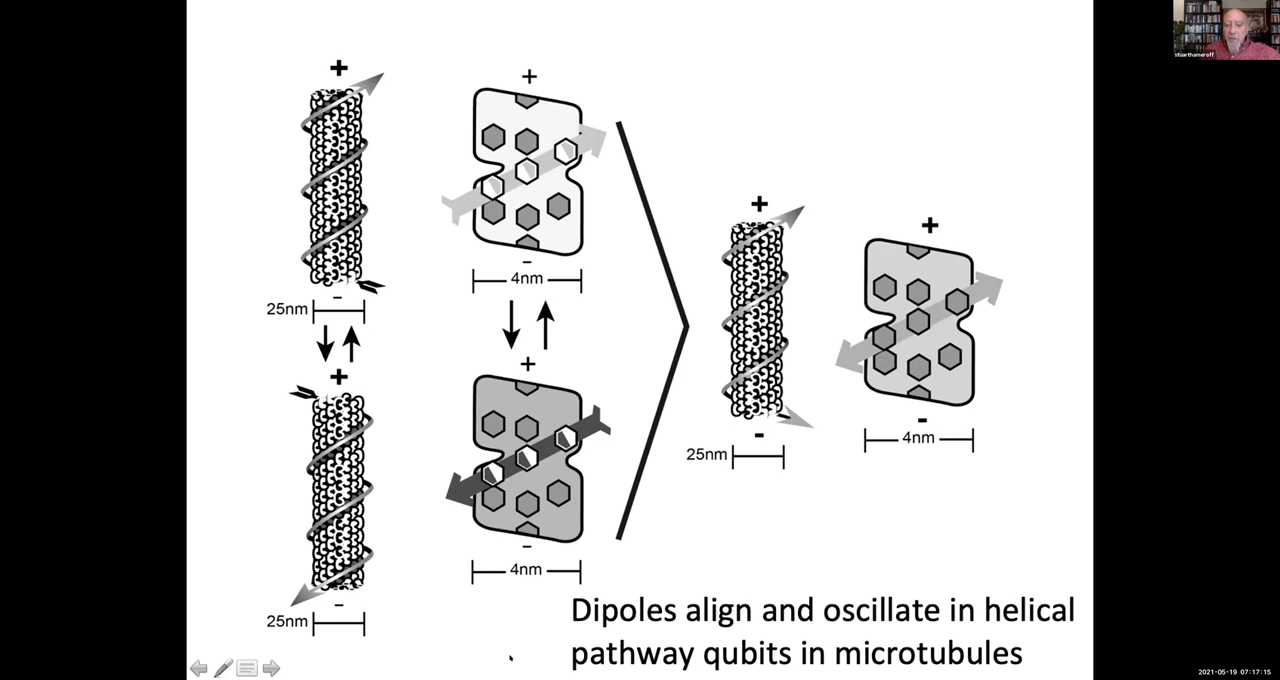 stuarthameroff
+
+
−
4nm
−
25nm
+
+
−
4nm
−
25nm
+
+
−
4nm
-
25nm
Dipoles align and oscillate in helical
pathway qubits in microtubules
2021-05-19 07:17:15